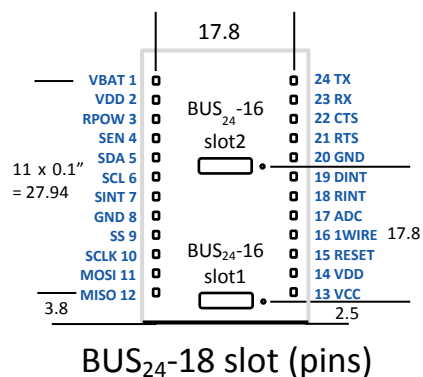 17.8
VBAT 1
VDD 2
RPOW 3
SEN 4
SDA 5
SCL 6
SINT 7
GND 8
SS 9
SCLK 10
MOSI 11
MISO 12
11 x 0.1”
= 27.94
3.8
BUS24-16
slot2
BUS24-16
slot1
24 TX
23 RX
22 CTS
21 RTS
20 GND
19 DINT
18 RINT
17 ADC
16 1WIRE
15 RESET
14 VDD
13 VCC
17.8
2.5
BUS24-18 slot (pins)